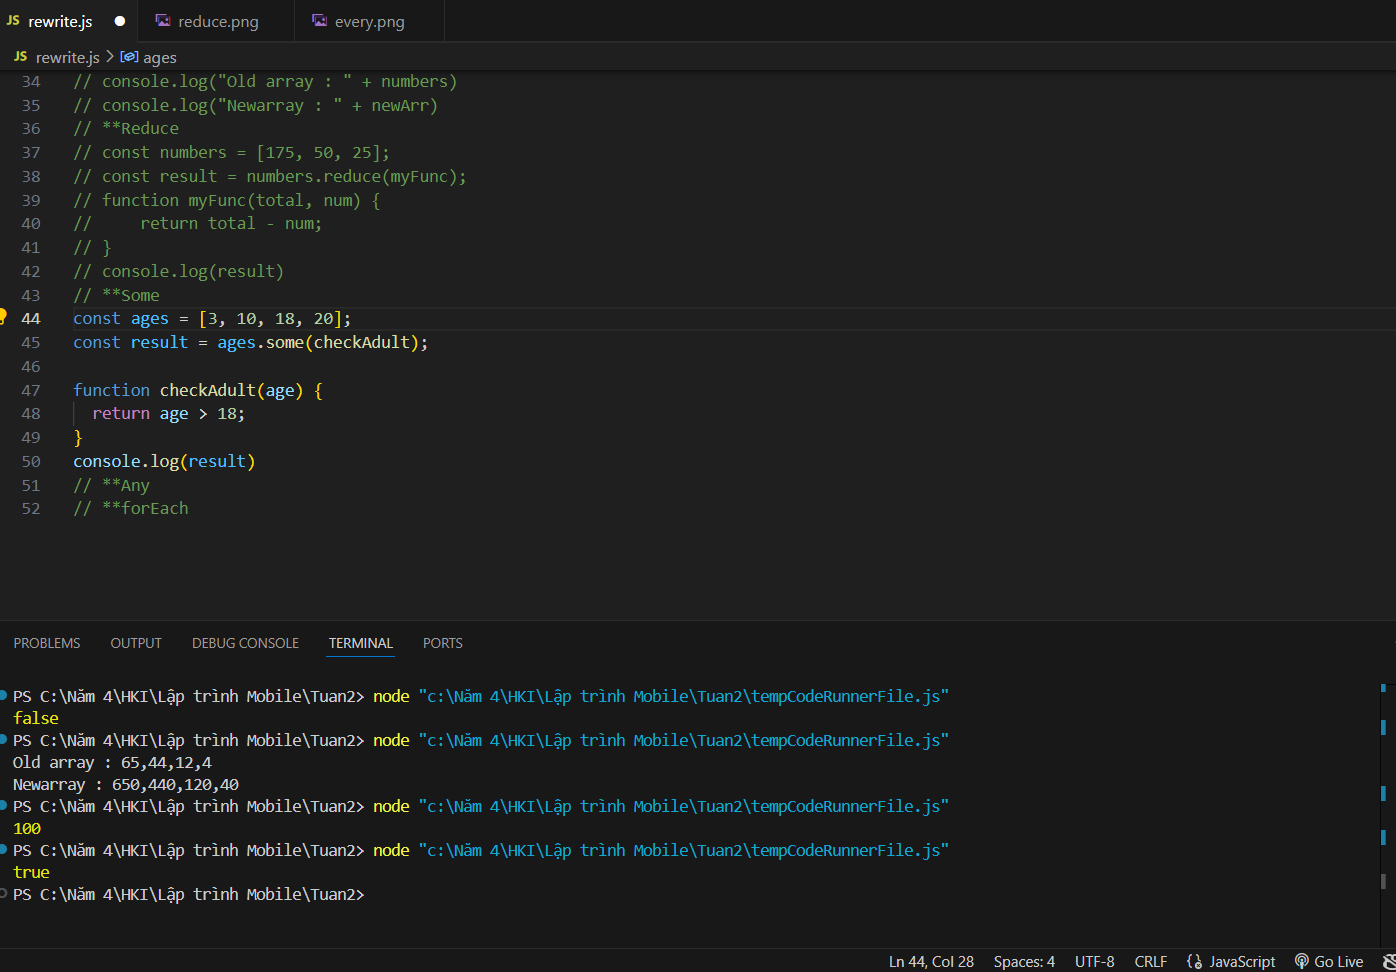 JS rewrite.js
reduce.png
every.png
JS rewrite.js > ages
34 // console.log("Old array : " + numbers)
35 // console.log("Newarray : " + newArr)
36 // **Reduce
37 // const numbers = [175, 50, 25];
38 // const result = numbers.reduce(myFunc);
39 // function myFunc(total, num) {
40 //     return total - num;
41 // }
42 // console.log(result)
43 // **Some
44 const ages = [3, 10, 18, 20];
45 const result = ages.some(checkAdult);
46
47 function checkAdult(age) {
48   return age > 18;
49 }
50 console.log(result)
51 // **Any
52 // **forEach
PROBLEMS OUTPUT DEBUG CONSOLE TERMINAL PORTS
PS C:\Năm 4\HKI\Lập trình Mobile\Tuan2> node "c:\Năm 4\HKI\Lập trình Mobile\Tuan2\tempCodeRunnerFile.js"
false
PS C:\Năm 4\HKI\Lập trình Mobile\Tuan2> node "c:\Năm 4\HKI\Lập trình Mobile\Tuan2\tempCodeRunnerFile.js"
Old array : 65,44,12,4
Newarray : 650,440,120,40
PS C:\Năm 4\HKI\Lập trình Mobile\Tuan2> node "c:\Năm 4\HKI\Lập trình Mobile\Tuan2\tempCodeRunnerFile.js"
100
PS C:\Năm 4\HKI\Lập trình Mobile\Tuan2> node "c:\Năm 4\HKI\Lập trình Mobile\Tuan2\tempCodeRunnerFile.js"
true
PS C:\Năm 4\HKI\Lập trình Mobile\Tuan2>
Ln 44, Col 28 Spaces: 4 UTF-8 CRLF JavaScript Go Live